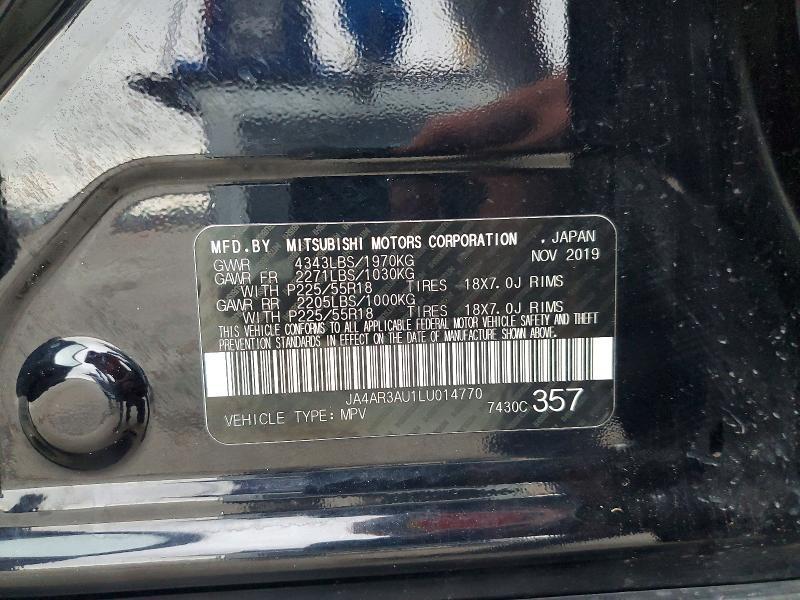 MFD.BY MITSUBISHI MOTORS CORPORATION , JAPAN
GVWR 4343LBS/1970KG NOV 2019
GAWR FR 2271LBS/1030KG
WITH P225/55R18 TIRES 18X7.0J RIMS
GAWR RR 2205LBS/1000KG
WITH P225/55R18 TIRES 18X7.0J RIMS
THIS VEHICLE CONFORMS TO ALL APPLICABLE FEDERAL MOTOR VEHICLE SAFETY AND THEFT
PREVENTION STANDARDS IN EFFECT ON THE DATE OF MANUFACTURE SHOWN ABOVE.
JA4AR3AU1LU014770
VEHICLE TYPE: MPV 7430C 357